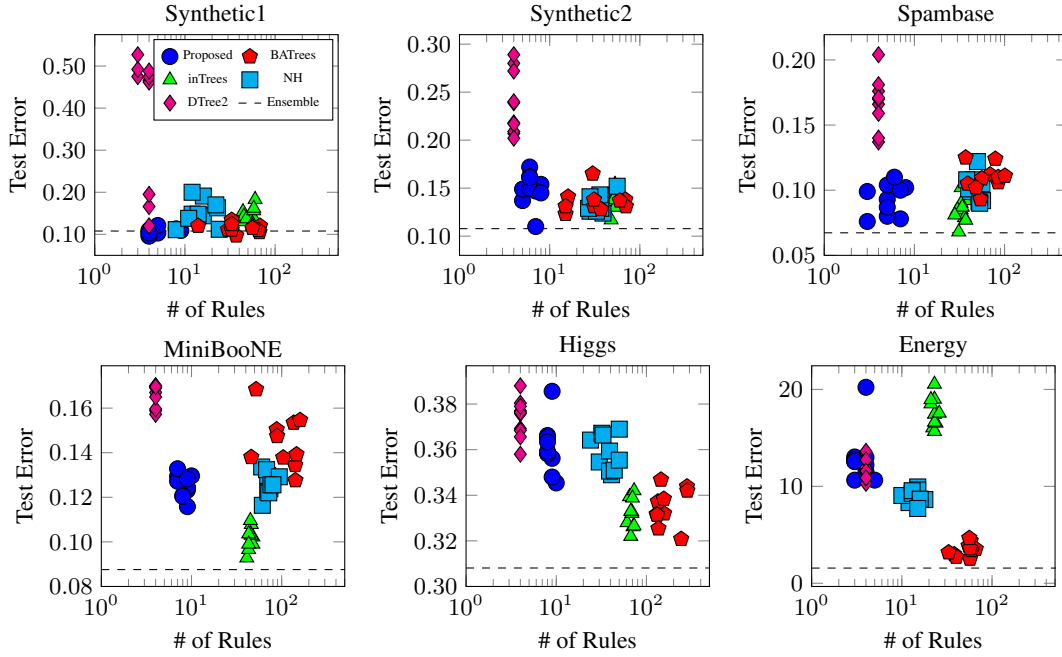 Synthetic1
Synthetic2
Spambase
Test Error
0.50
0.40
0.30
0.20
0.10
Proposed
BATrees
inTrees
NH
DTree2
Ensemble
10^0
10^1
10^2
# of Rules
Test Error
0.30
0.25
0.20
0.15
0.10
10^0
10^1
10^2
# of Rules
Test Error
0.20
0.15
0.10
0.05
10^0
10^1
10^2
# of Rules
MiniBooNE
Higgs
Energy
Test Error
0.16
0.14
0.12
0.10
0.08
10^0
10^1
10^2
# of Rules
Test Error
0.38
0.36
0.34
0.32
0.30
10^0
10^1
10^2
# of Rules
Test Error
20
10
0
10^0
10^1
10^2
# of Rules